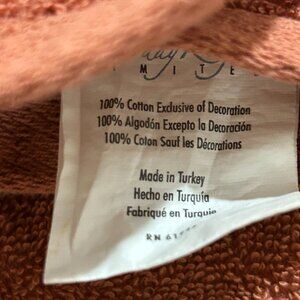 100% Cotton Exclusive of Decoration
100% Algodón Excepto la Decoración
100% Coton Sauf les Décorations
Made in Turkey
Hecho en Turquía
Fabriqué en Turquie
RN